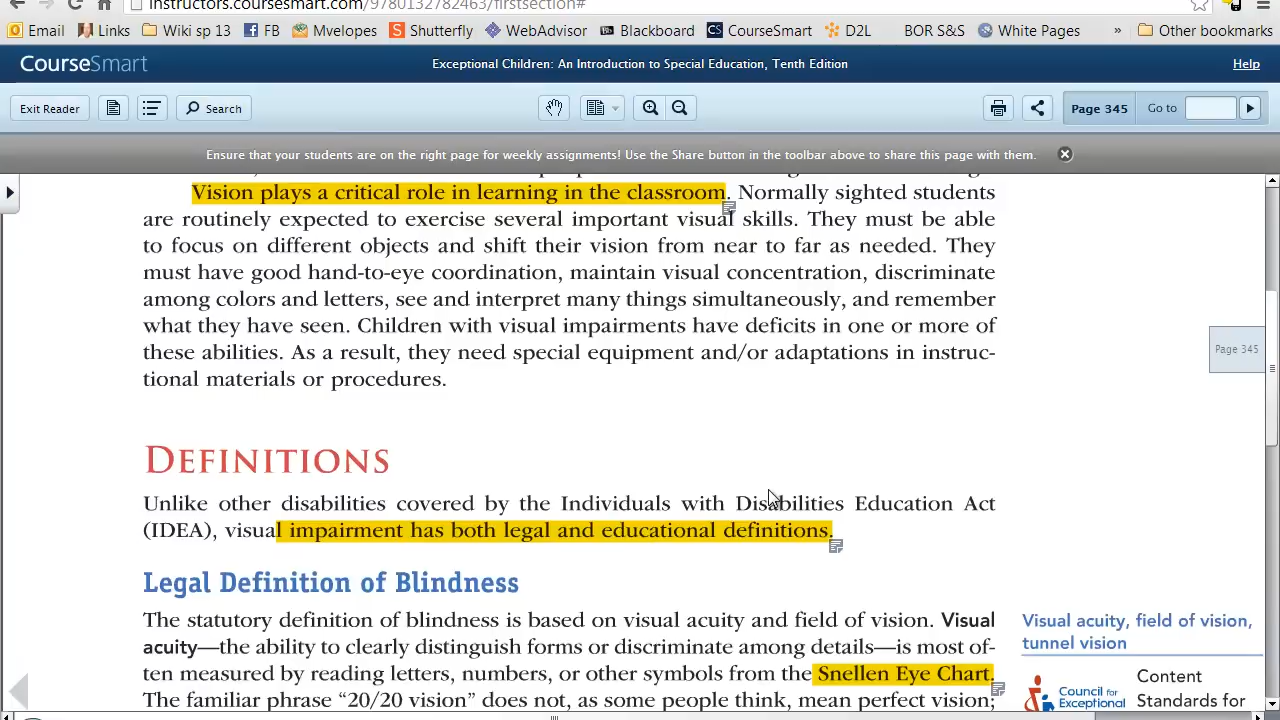 instructors.coursesmart.com/9780132782463/firstsection#
Email Links Wiki sp 13 FB Mvelopes Shutterfly WebAdvisor Blackboard CourseSmart D2L BOR S&S White Pages » Other bookmarks
CourseSmart Exceptional Children: An Introduction to Special Education, Tenth Edition Help
Exit Reader Search Page 345 Go to
Ensure that your students are on the right page for weekly assignments! Use the Share button in the toolbar above to share this page with them.
Vision plays a critical role in learning in the classroom. Normally sighted students
are routinely expected to exercise several important visual skills. They must be able
to focus on different objects and shift their vision from near to far as needed. They
must have good hand-to-eye coordination, maintain visual concentration, discriminate
among colors and letters, see and interpret many things simultaneously, and remember
what they have seen. Children with visual impairments have deficits in one or more of
these abilities. As a result, they need special equipment and/or adaptations in instruc-
tional materials or procedures.
Page 345
DEFINITIONS
Unlike other disabilities covered by the Individuals with Disabilities Education Act
(IDEA), visual impairment has both legal and educational definitions.
Legal Definition of Blindness
The statutory definition of blindness is based on visual acuity and field of vision. Visual
acuity—the ability to clearly distinguish forms or discriminate among details—is most of-
ten measured by reading letters, numbers, or other symbols from the Snellen Eye Chart.
The familiar phrase “20/20 vision” does not, as some people think, mean perfect vision;
Visual acuity, field of vision,
tunnel vision
Council for
Exceptional
Content
Standards for